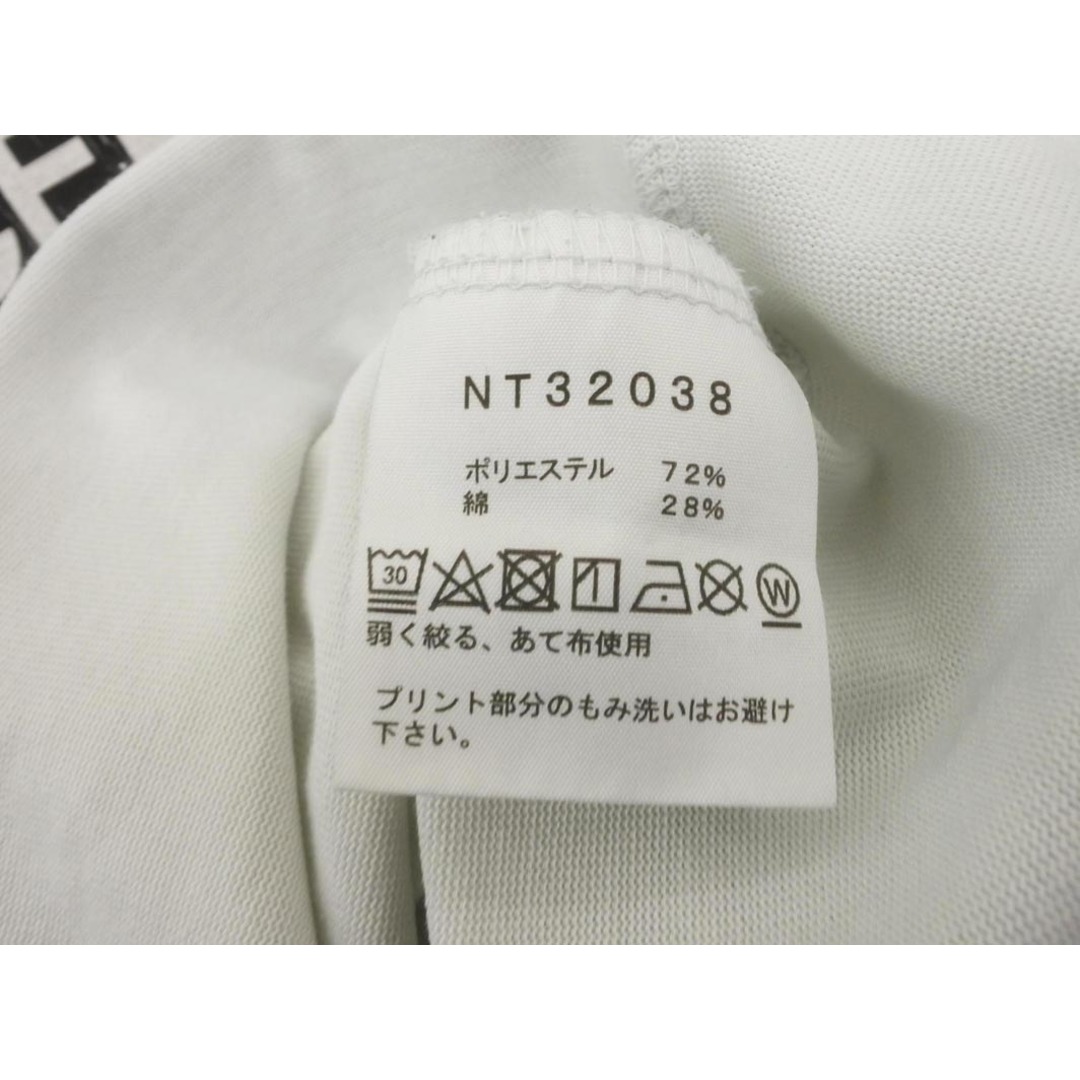 NT32038
ポリエステル 72%
綿 28%
30 W
弱く絞る、あて布使用
プリント部分のもみ洗いはお避け
下さい。